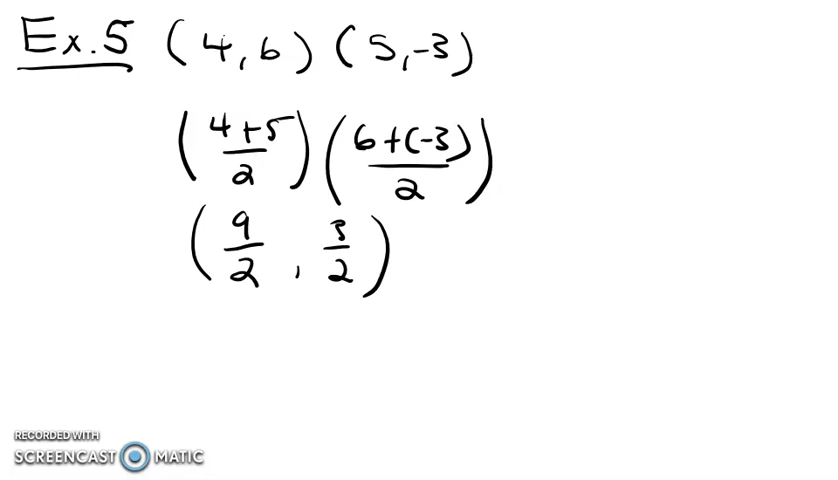 Ex. 5 (4, 6) (5, -3)
(4+5/2) (6+(-3)/2)
(9/2, 3/2)
RECORDED WITH
SCREENCAST MATIC